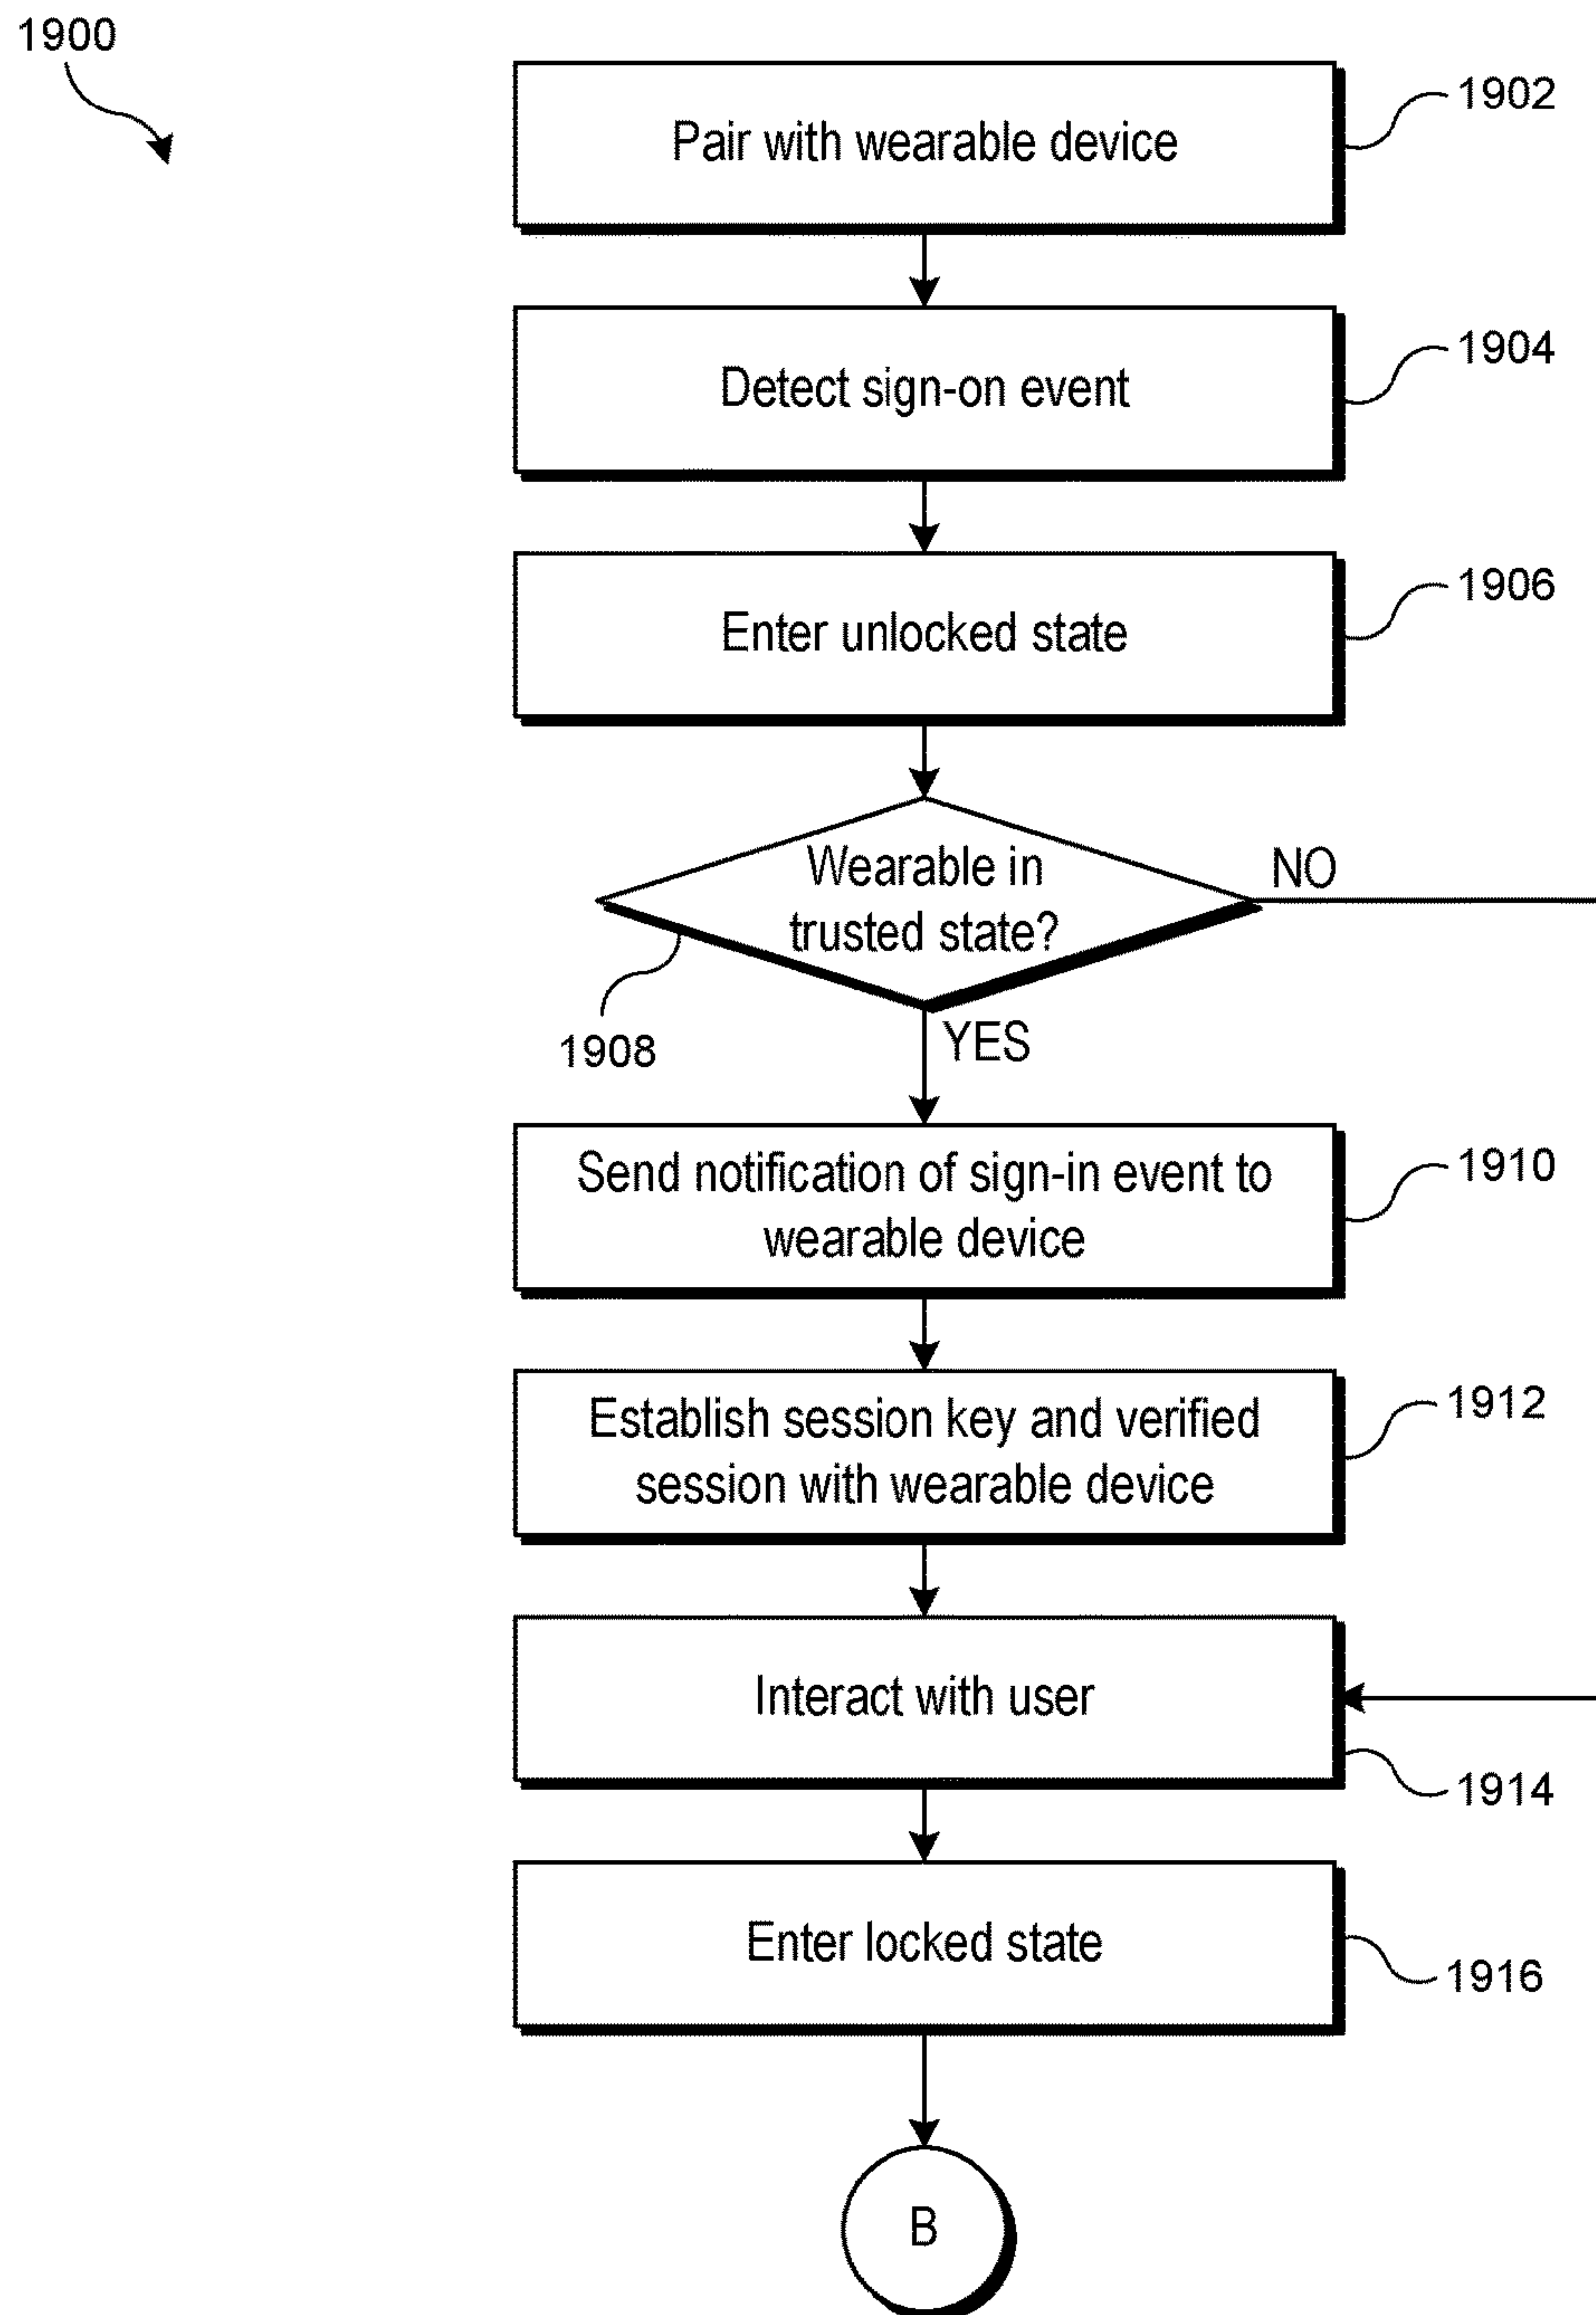 1900
1902
Pair with wearable device
1904
Detect sign-on event
1906
Enter unlocked state
Wearable in
trusted state?
NO
1908
YES
1910
Send notification of sign-in event to
wearable device
1912
Establish session key and verified
session with wearable device
Interact with user
1914
Enter locked state
1916
B